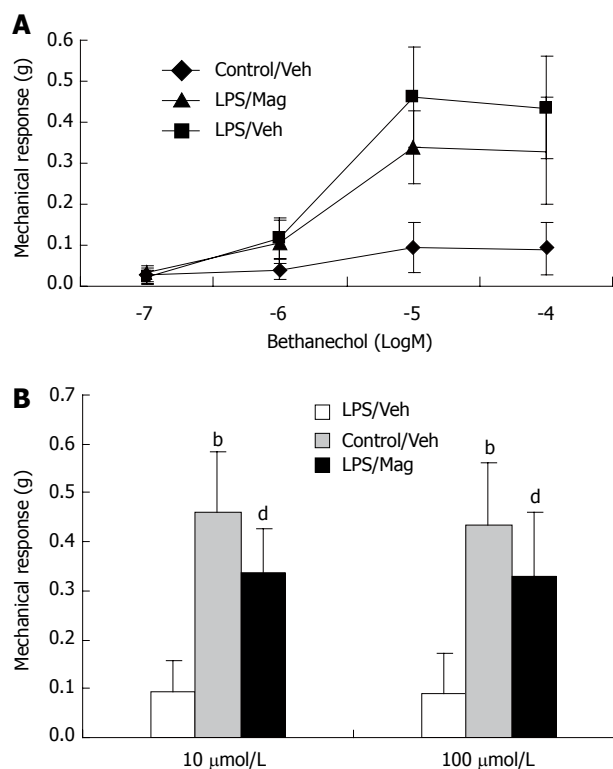 A
Mechanical response (g)
0.6
0.5
0.4
0.3
0.2
0.1
0.0
Control/Veh
LPS/Mag
LPS/Veh
-7 -6 -5 -4
Bethanechol (LogM)
B
Mechanical response (g)
0.7
0.6
0.5
0.4
0.3
0.2
0.1
0.0
LPS/Veh
Control/Veh
LPS/Mag
b b
d d
10 μmol/L 100 μmol/L